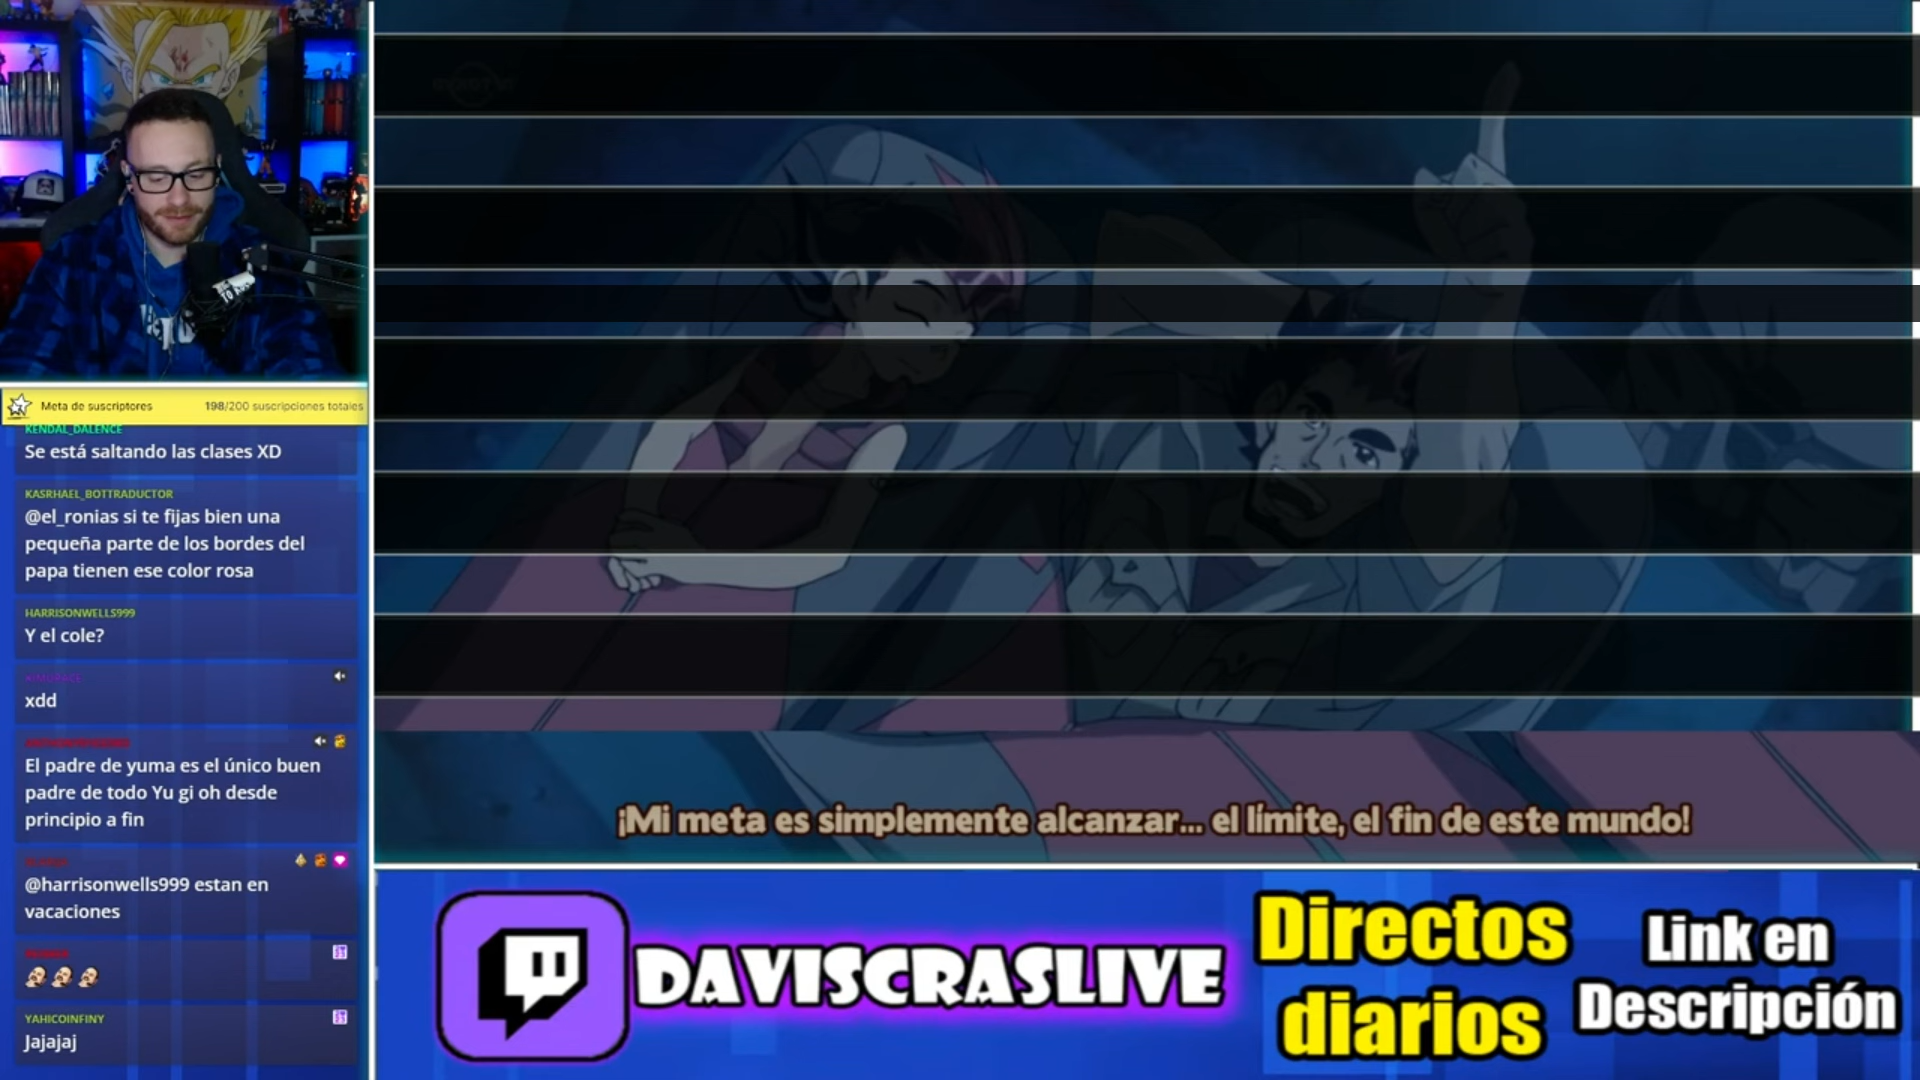 Meta de suscriptores 198/200 suscripciones totales
KENDAL_DALENCE
Se está saltando las clases XD
KASRHAEL_BOTTRADUCTOR
@el_ronias si te fijas bien una
pequeña parte de los bordes del
papa tienen ese color rosa
HARRISONWELLS999
Y el cole?
xdd
El padre de yuma es el único buen
padre de todo Yu gi oh desde
principio a fin
@harrisonwells999 estan en
vacaciones
YAHICOINFINY
Jajajaj
¡Mi meta es simplemente alcanzar... el límite, el fin de este mundo!
DAVISCRASLIVE
Directos
diarios
Link en
Descripción